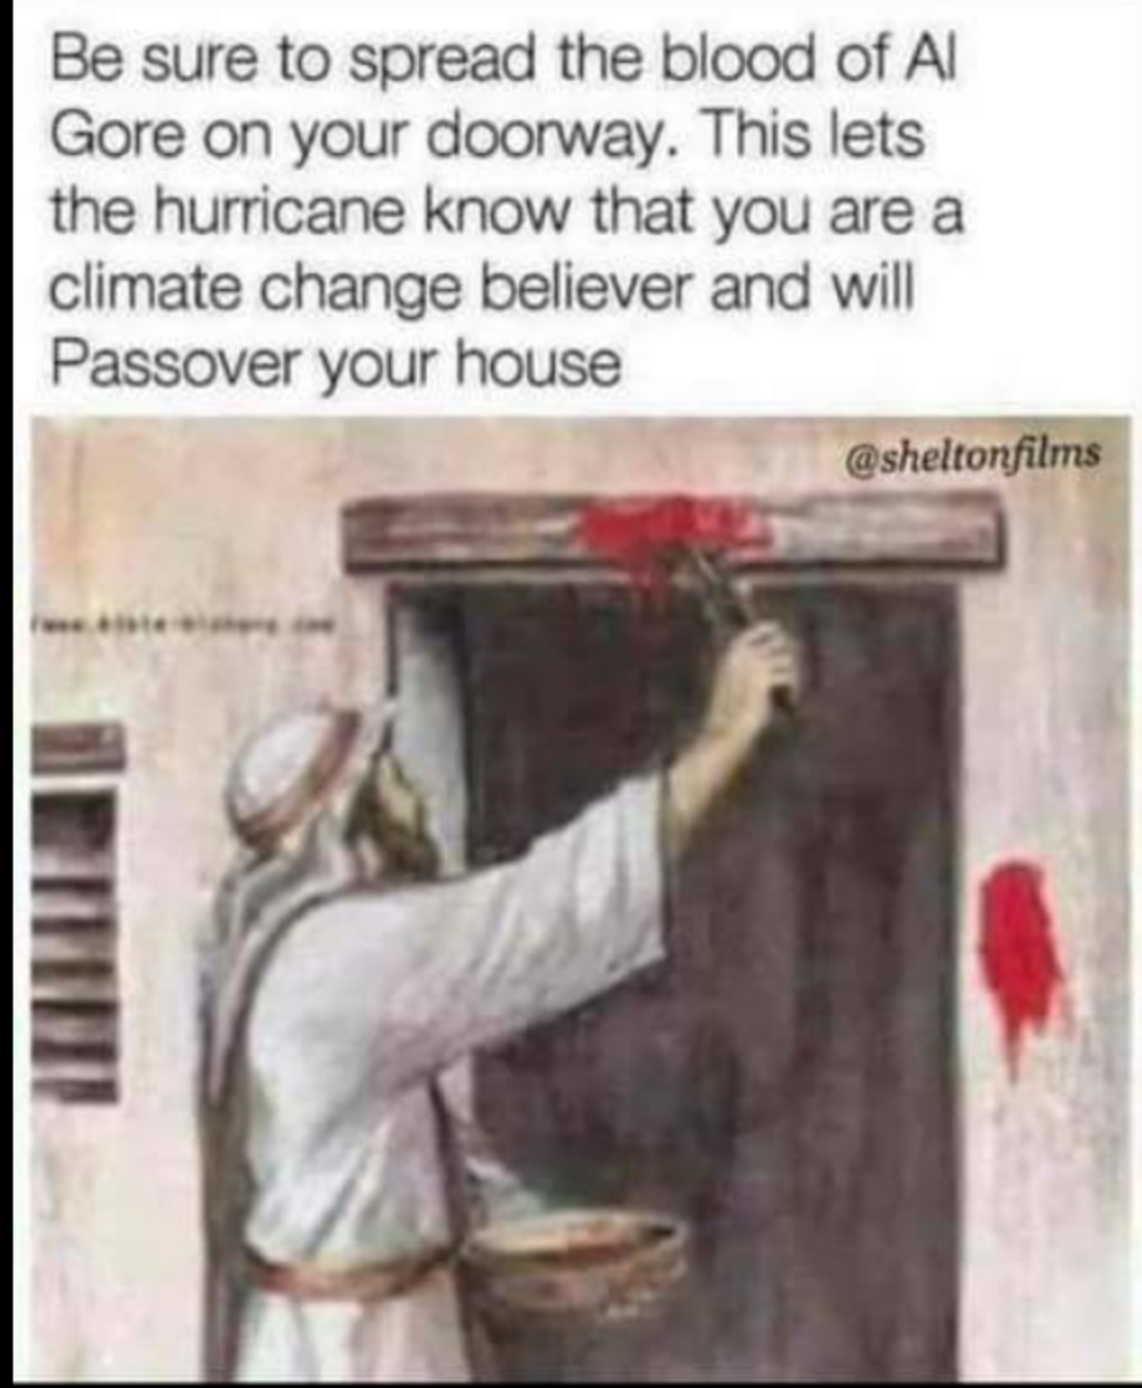 Be sure to spread the blood of Al
Gore on your doorway. This lets
the hurricane know that you are a
climate change believer and will
Passover your house
@sheltonfilms